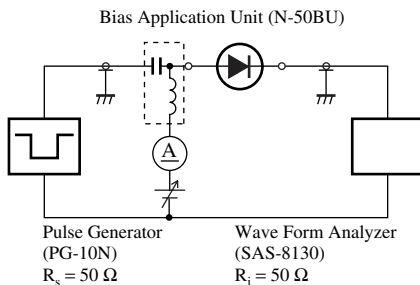 Bias Application Unit (N-50BU)
A
Pulse Generator
(PG-10N)
Rs = 50 Ω
Wave Form Analyzer
(SAS-8130)
Ri = 50 Ω